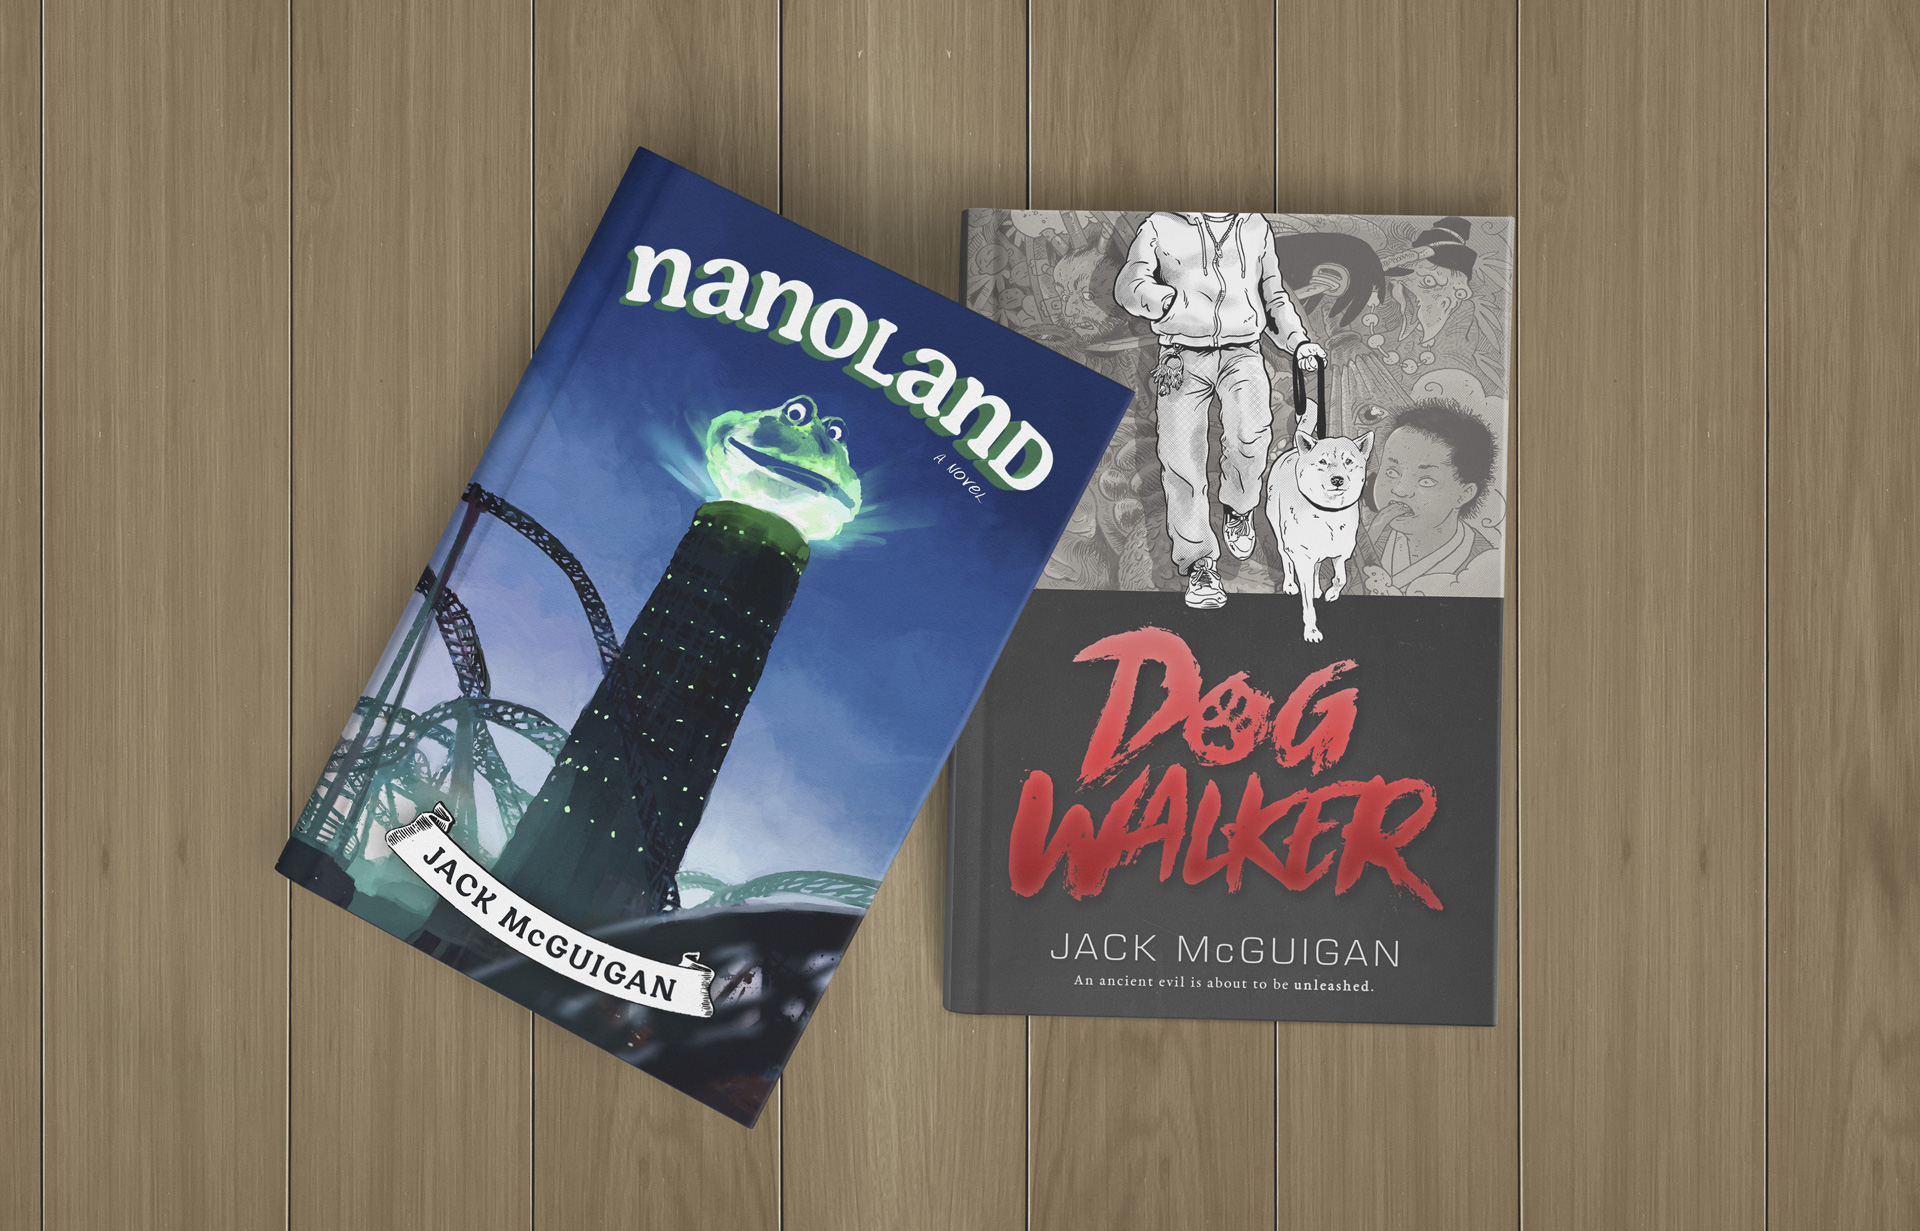 nanoLanD
A NOVeL
JACK McGUIGAN
DOG
WALKER
JACK McGUIGAN
An ancient evil is about to be unleashed.